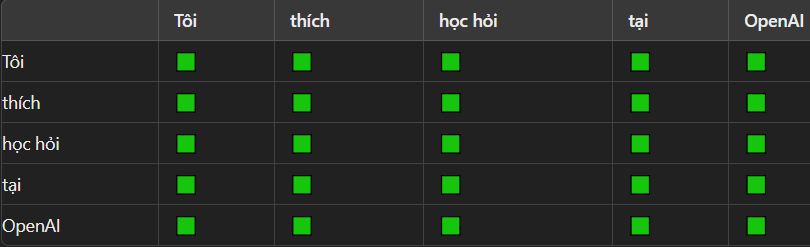 Tôi thích học hỏi tại OpenAI
Tôi
thích
học hỏi
tại
OpenAI